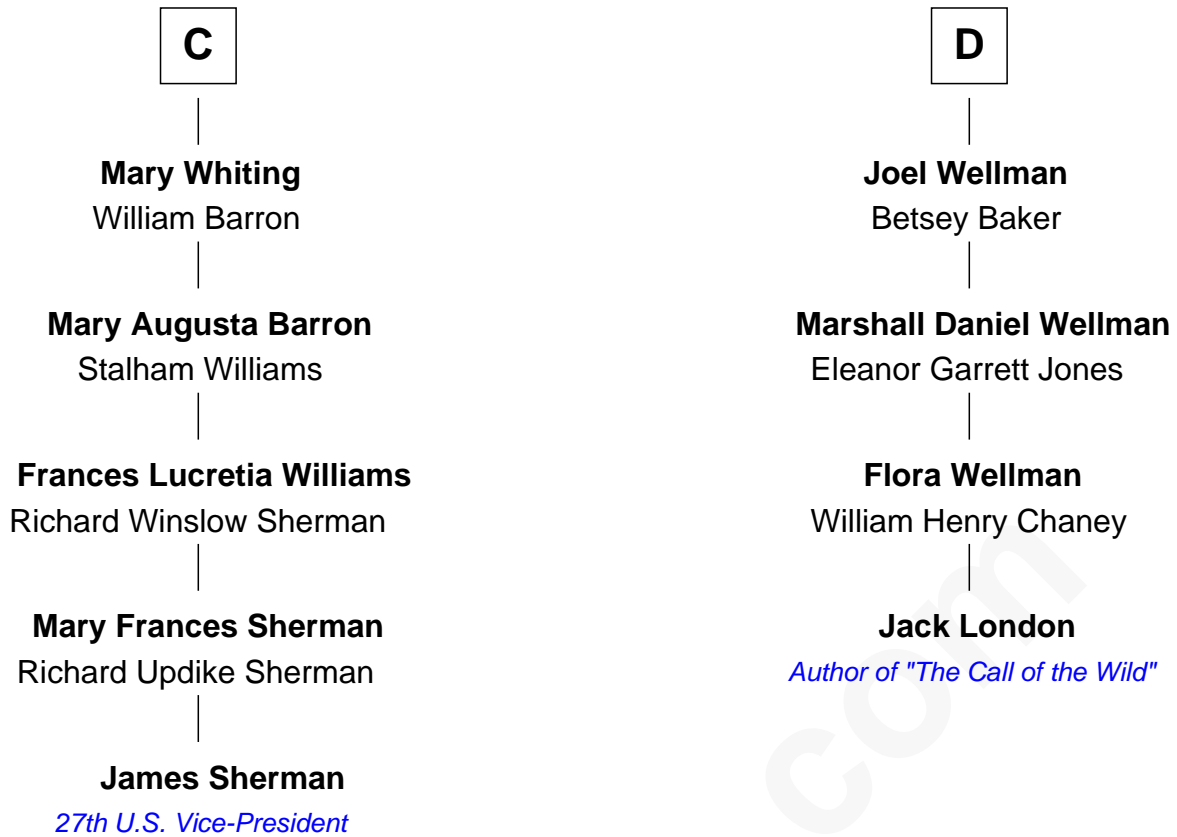 C
Mary Whiting
William Barron
Mary Augusta Barron
Stalham Williams
Frances Lucretia Williams
Richard Winslow Sherman
Mary Frances Sherman
Richard Updike Sherman
James Sherman
27th U.S. Vice-President
D
Joel Wellman
Betsey Baker
Marshall Daniel Wellman
Eleanor Garrett Jones
Flora Wellman
William Henry Chaney
Jack London
Author of "The Call of the Wild"
com